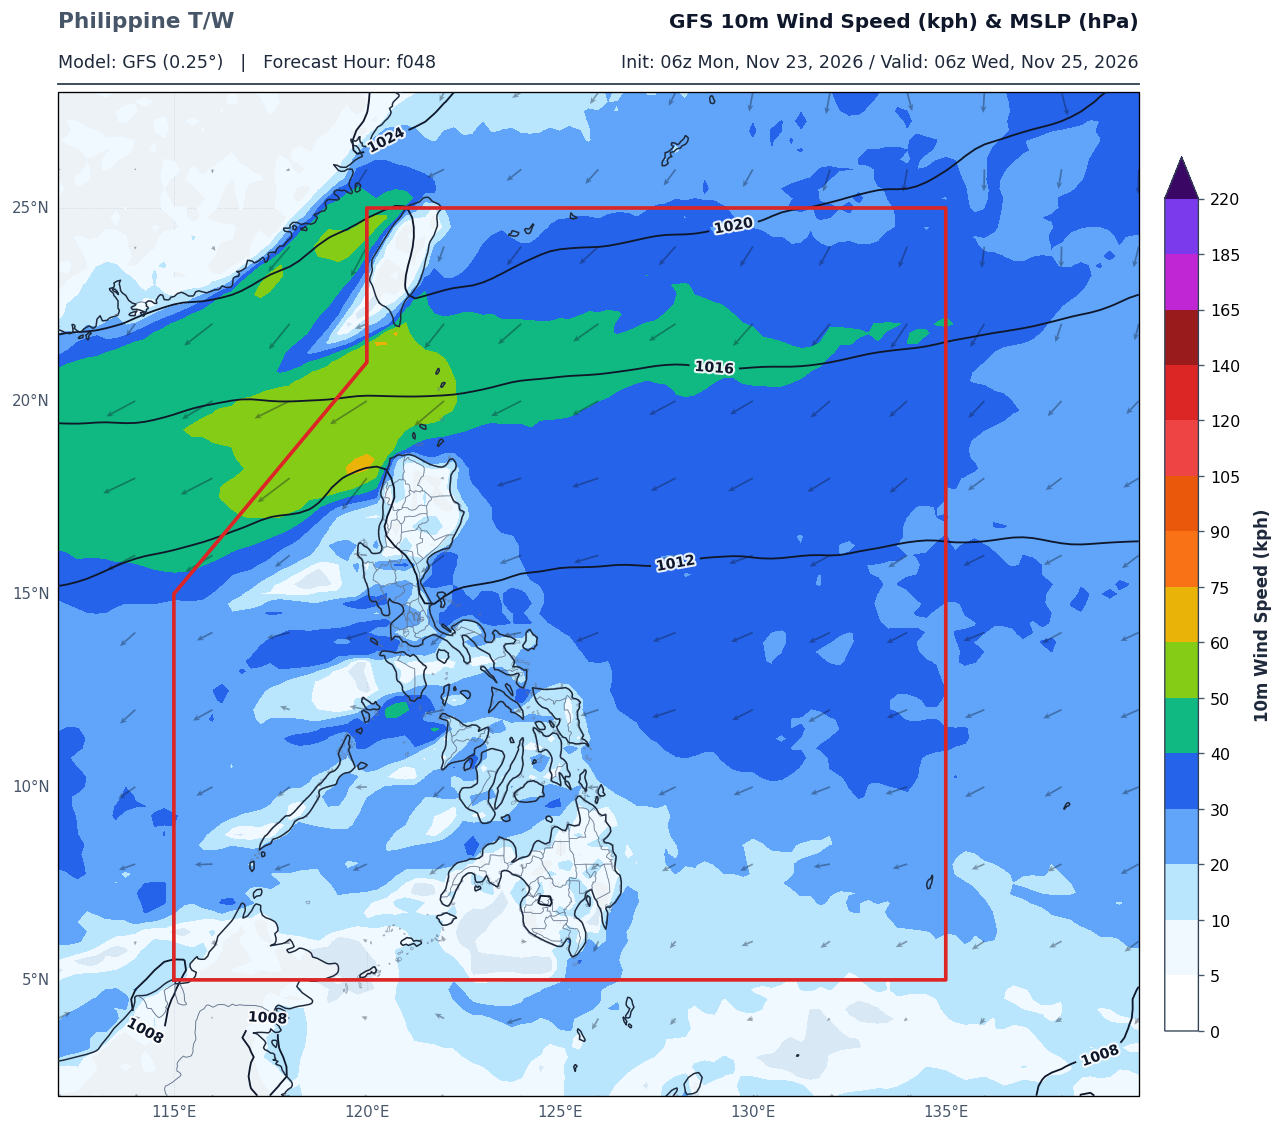 Philippine T/W
GFS 10m Wind Speed (kph) & MSLP (hPa)
Model: GFS (0.25°)   |   Forecast Hour: f048
Init: 06z Mon, Nov 23, 2026 / Valid: 06z Wed, Nov 25, 2026
1024
1020
1016
1012
1008
1008
1008
25°N
20°N
15°N
10°N
5°N
115°E
120°E
125°E
130°E
135°E
220
185
165
140
120
105
90
75
60
50
40
30
20
10
5
0
10m Wind Speed (kph)